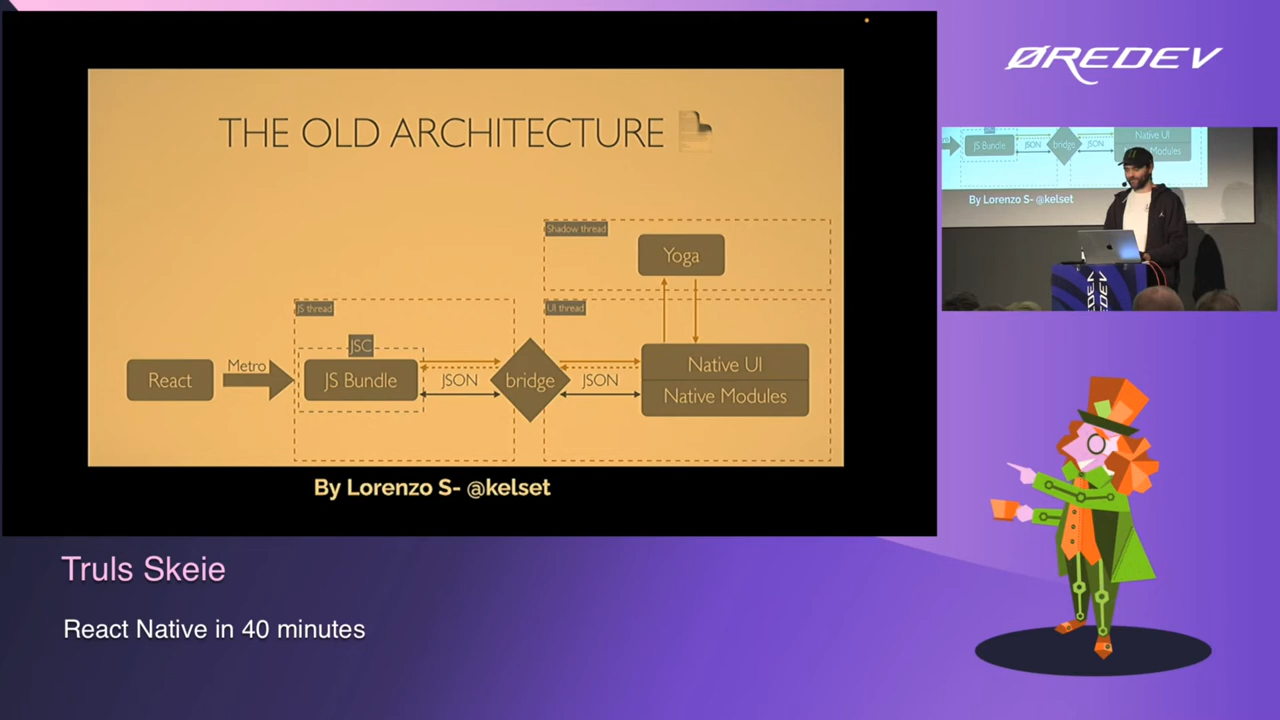 THE OLD ARCHITECTURE
Shadow thread
Yoga
JS thread
UI thread
JSC
React
Metro
JS Bundle
JSON
bridge
JSON
Native UI
Native Modules
By Lorenzo S- @kelset
ØREDEV
JS Bundle
JSON
bridge
JSON
Native UI
Modules
By Lorenzo S- @kelset
ØREDEV
Truls Skeie
React Native in 40 minutes